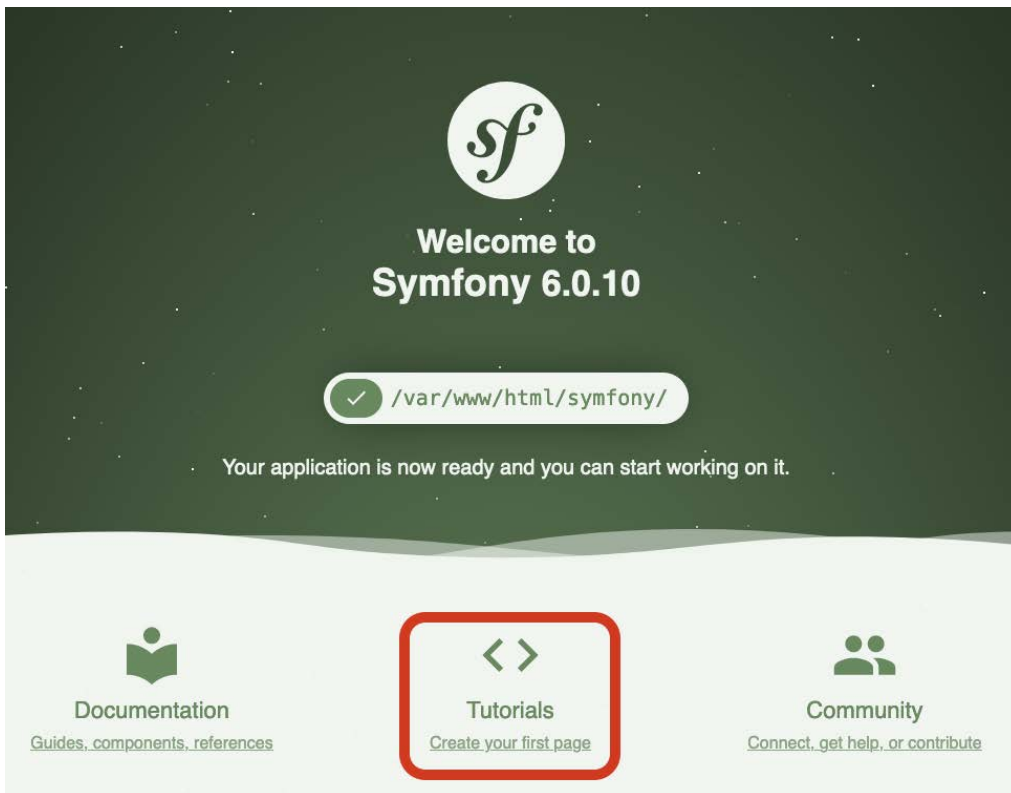 sf
Welcome to
Symfony 6.0.10
/var/www/html/symfony/
Your application is now ready and you can start working on it.
Documentation
Guides, components, references
Tutorials
Create your first page
Community
Connect, get help, or contribute